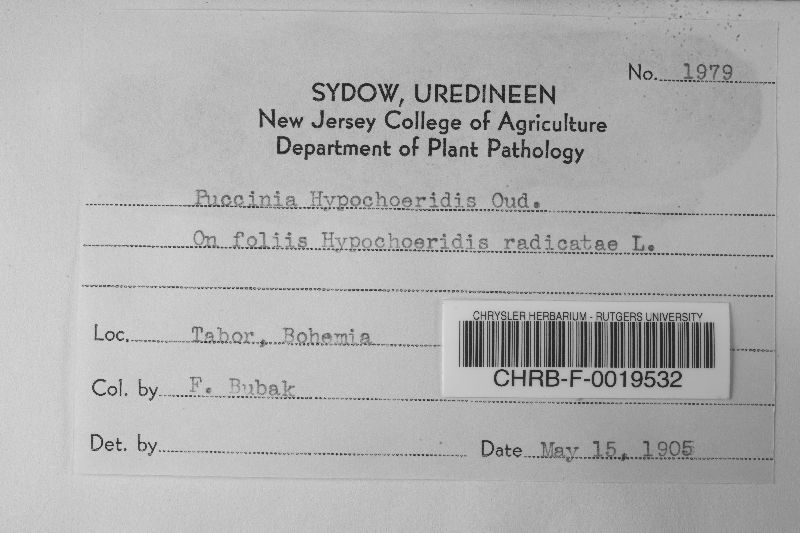 No. 1979
SYDOW, UREDINEEN
New Jersey College of Agriculture
Department of Plant Pathology
Puccinia Hypochoeridis Oud.
On foliis Hypochoeridis radicatae L.
Loc. Tabor, Bohemia
CHRYSLER HERBARIUM - RUTGERS UNIVERSITY
CHRB-F-0019532
Col. by F. Bubak
Det. by
Date May 15, 1905